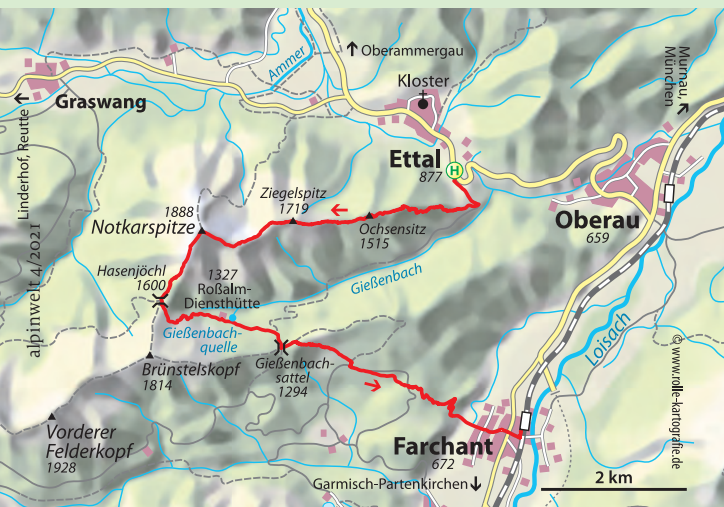 Ammer
↑ Oberammergau
Murnau,
München
Kloster
Graswang
Linderhof, Reutte
Ettal
877
H
Ziegelspitz
1719
1888
Notkarspitze
Ochsensitz
1515
Oberau
659
Hasenjöchl
1600
1327
Roßalm-
Diensthütte
Gießenbach
Gießenbach-
quelle
Loisach
alpinwelt 4/2021
Brünstelskopf
1814
Gießenbach-
sattel
1294
Vorderer
Felderkopf
1928
Farchant
672
Garmisch-Partenkirchen ↓
2 km
© www.rolle-kartografie.de